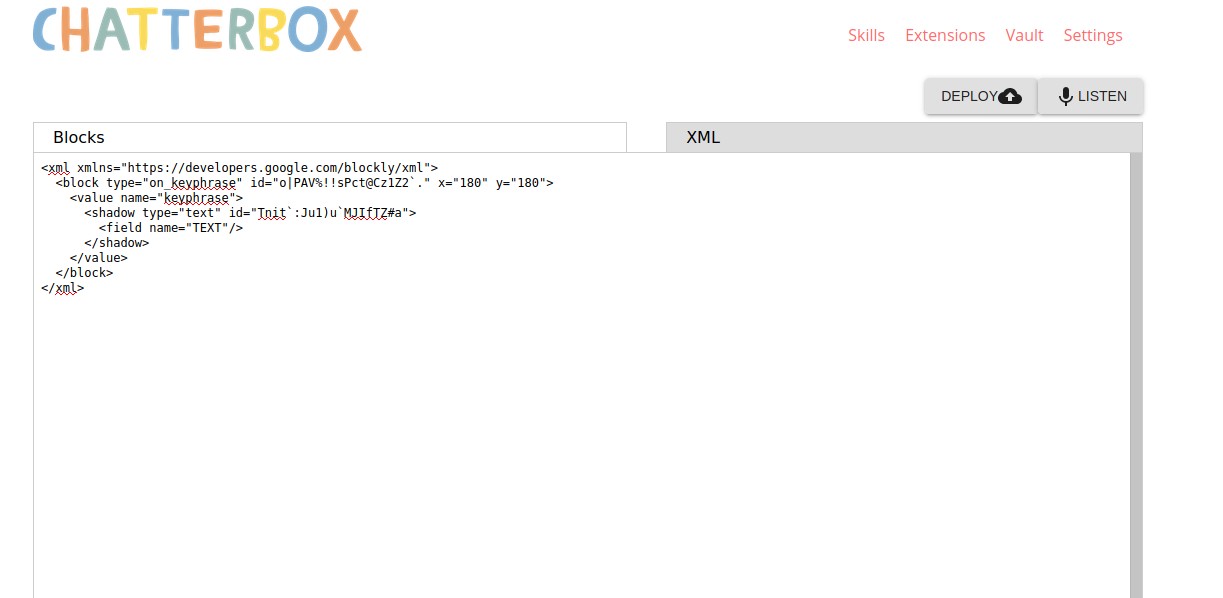 CHATTERBOX
Skills Extensions Vault Settings
DEPLOY LISTEN
Blocks XML
<xml xmlns="https://developers.google.com/blockly/xml">
  <block type="on_keyphrase" id="o|PAV%!!sPct@Cz1Z2`." x="180" y="180">
    <value name="keyphrase">
      <shadow type="text" id="Tnit`:Ju1)u`MJIfTZ#a">
        <field name="TEXT"/>
      </shadow>
    </value>
  </block>
</xml>